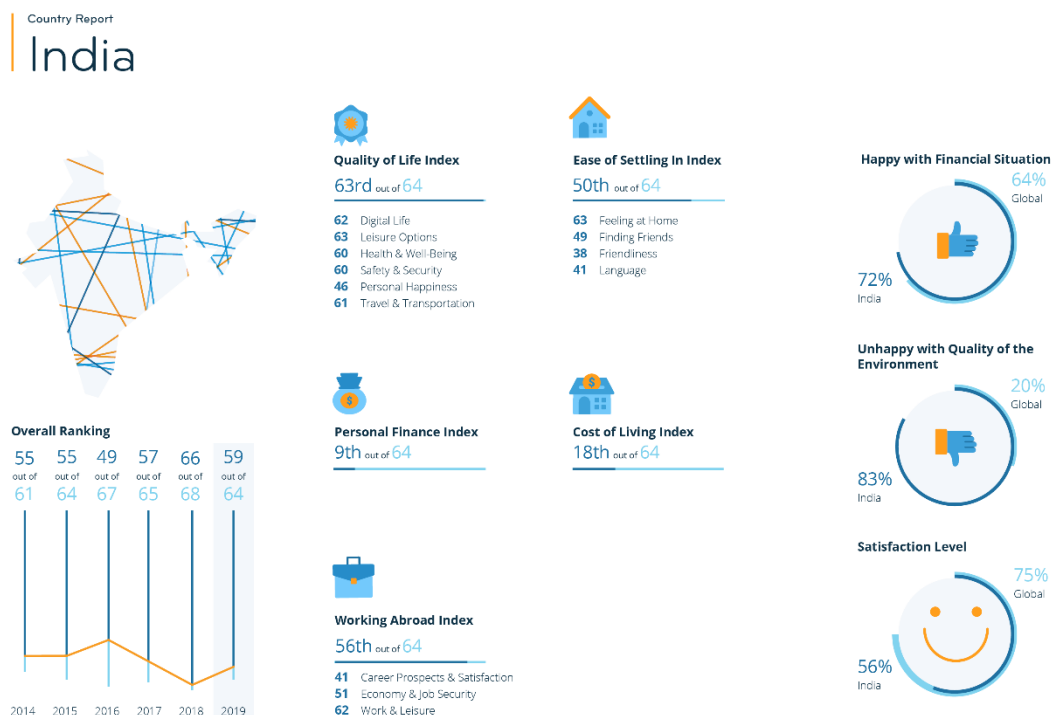 Country Report
India
Quality of Life Index
63rd out of 64
62 Digital Life
63 Leisure Options
60 Health & Well-Being
60 Safety & Security
46 Personal Happiness
61 Travel & Transportation
Ease of Settling In Index
50th out of 64
63 Feeling at Home
49 Finding Friends
38 Friendliness
41 Language
Happy with Financial Situation
64%
Global
72%
India
Unhappy with Quality of the
Environment
20%
Global
83%
India
Overall Ranking
55 55 49 57 66 59
out of out of out of out of out of out of
61 64 67 65 68 64
2014 2015 2016 2017 2018 2019
$
Personal Finance Index
9th out of 64
$
Cost of Living Index
18th out of 64
Working Abroad Index
56th out of 64
41 Career Prospects & Satisfaction
51 Economy & Job Security
62 Work & Leisure
Satisfaction Level
75%
Global
56%
India